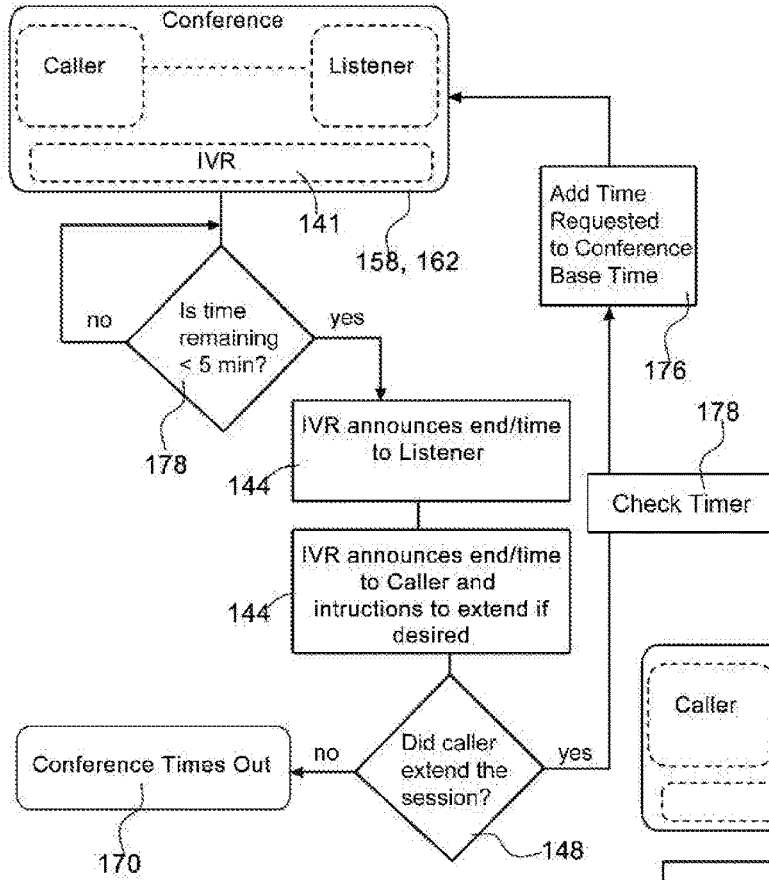 Conference
Caller
Listener
IVR
141
158, 162
Add Time
Requested
to Conference
Base Time
176
Is time
remaining
< 5 min?
no
yes
178
IVR announces end/time
to Listener
144
178
Check Timer
IVR announces end/time
to Caller and
intructions to extend if
desired
144
Caller
Did caller
extend the
session?
no
yes
148
Conference Times Out
170